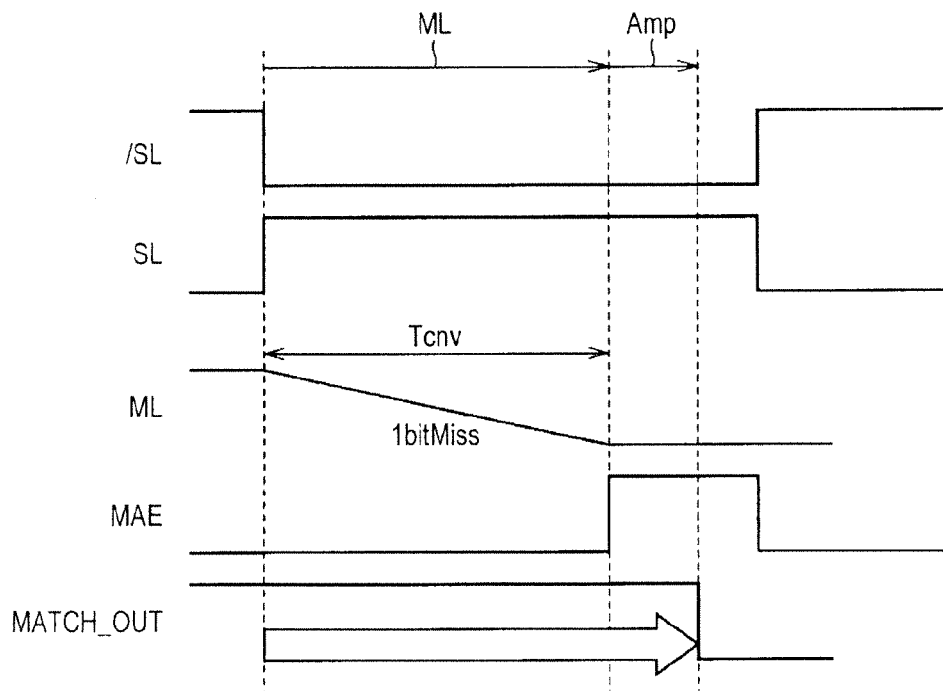 ML
Amp
/SL
SL
Tcnv
ML
1bitMiss
MAE
MATCH_OUT